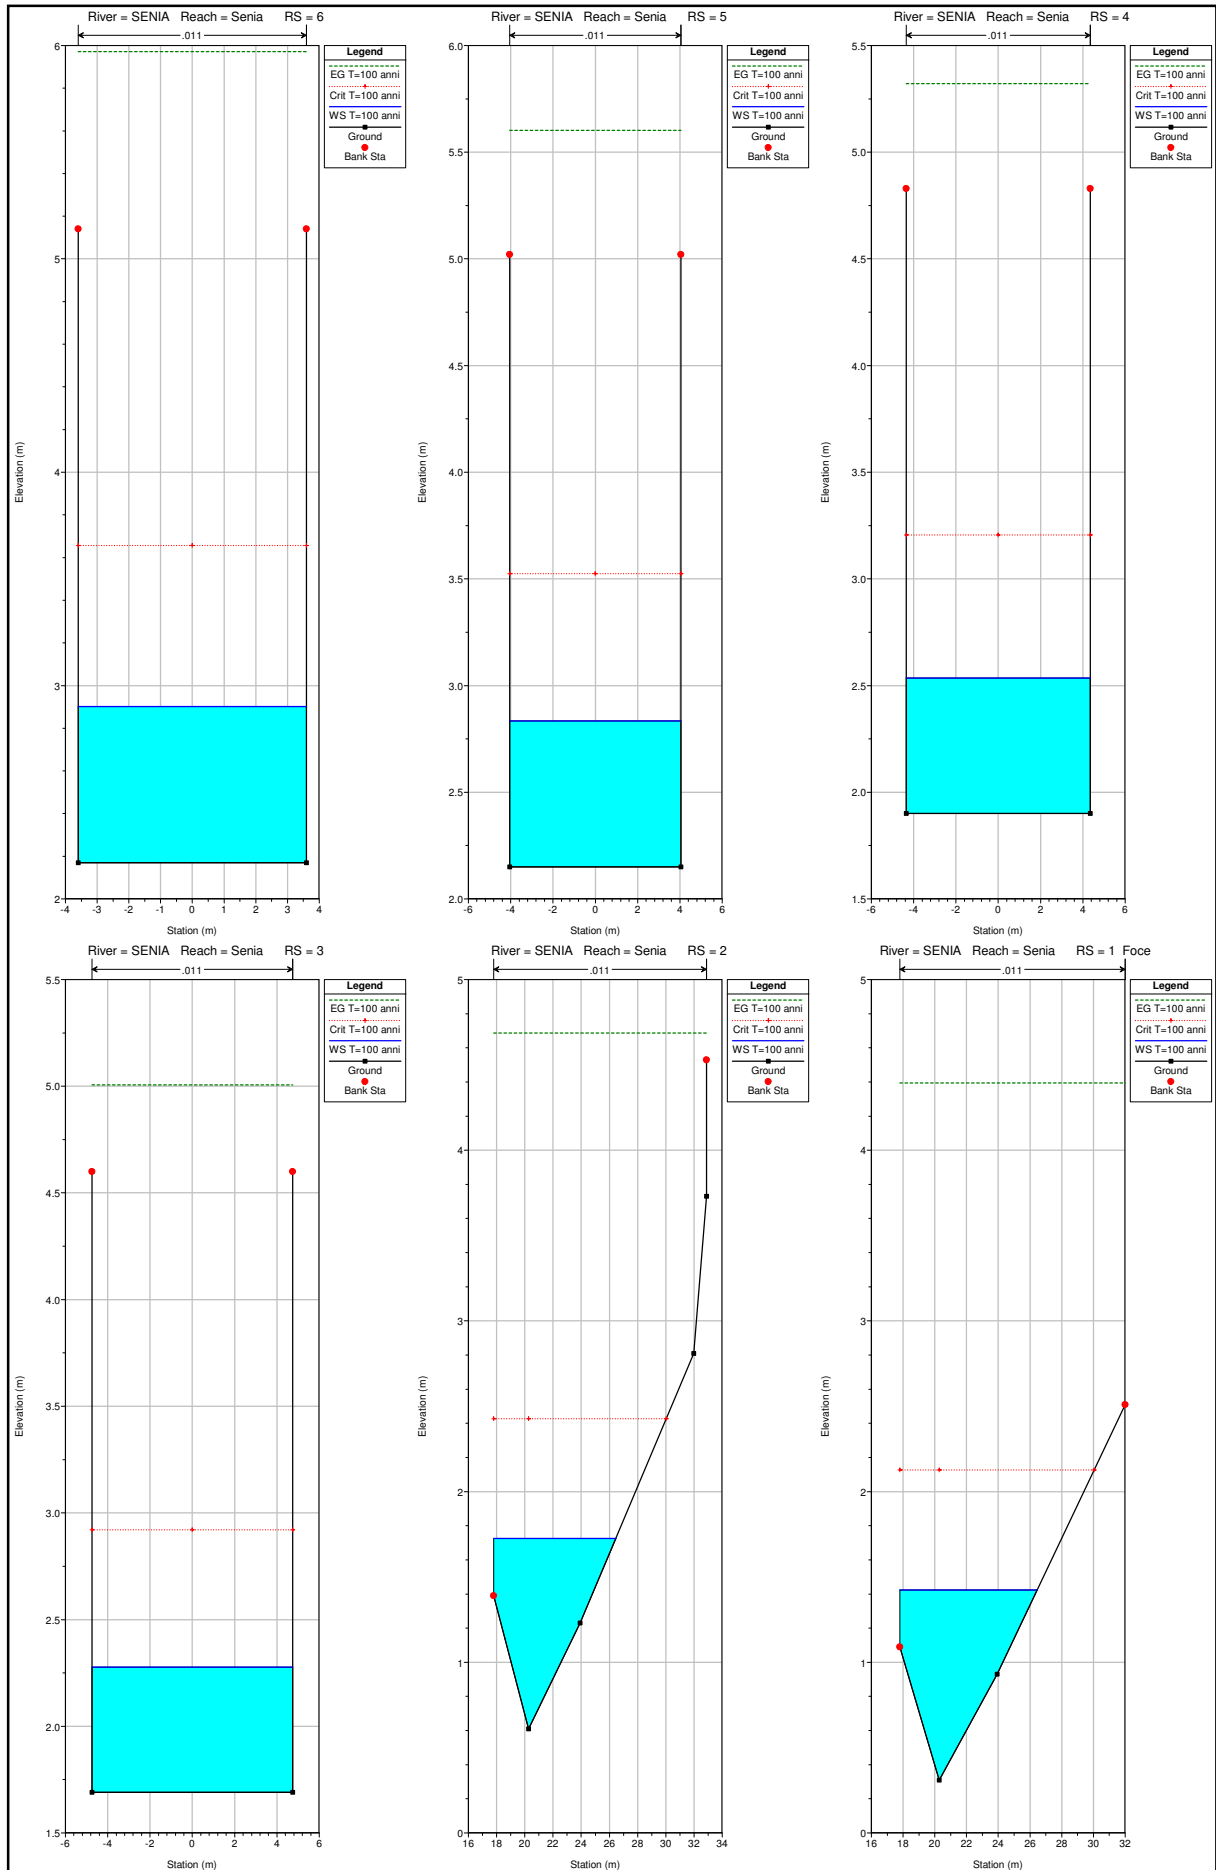 River = SENIA Reach = Senia RS = 6
.011
Legend
EG T=100 anni
Crit T=100 anni
WS T=100 anni
Ground
Bank Sta
6
5
4
3
2
Elevation (m)
-4 -3 -2 -1 0 1 2 3 4
Station (m)
River = SENIA Reach = Senia RS = 5
.011
Legend
EG T=100 anni
Crit T=100 anni
WS T=100 anni
Ground
Bank Sta
6.0
5.5
5.0
4.5
4.0
3.5
3.0
2.5
2.0
Elevation (m)
-6 -4 -2 0 2 4 6
Station (m)
River = SENIA Reach = Senia RS = 4
.011
Legend
EG T=100 anni
Crit T=100 anni
WS T=100 anni
Ground
Bank Sta
5.5
5.0
4.5
4.0
3.5
3.0
2.5
2.0
1.5
Elevation (m)
-6 -4 -2 0 2 4 6
Station (m)
River = SENIA Reach = Senia RS = 3
.011
Legend
EG T=100 anni
Crit T=100 anni
WS T=100 anni
Ground
Bank Sta
5.5
5.0
4.5
4.0
3.5
3.0
2.5
2.0
1.5
Elevation (m)
-6 -4 -2 0 2 4 6
Station (m)
River = SENIA Reach = Senia RS = 2
.011
Legend
EG T=100 anni
Crit T=100 anni
WS T=100 anni
Ground
Bank Sta
5
4
3
2
1
0
Elevation (m)
16 18 20 22 24 26 28 30 32 34
Station (m)
River = SENIA Reach = Senia RS = 1 Foce
.011
Legend
EG T=100 anni
Crit T=100 anni
WS T=100 anni
Ground
Bank Sta
5
4
3
2
1
0
Elevation (m)
16 18 20 22 24 26 28 30 32
Station (m)